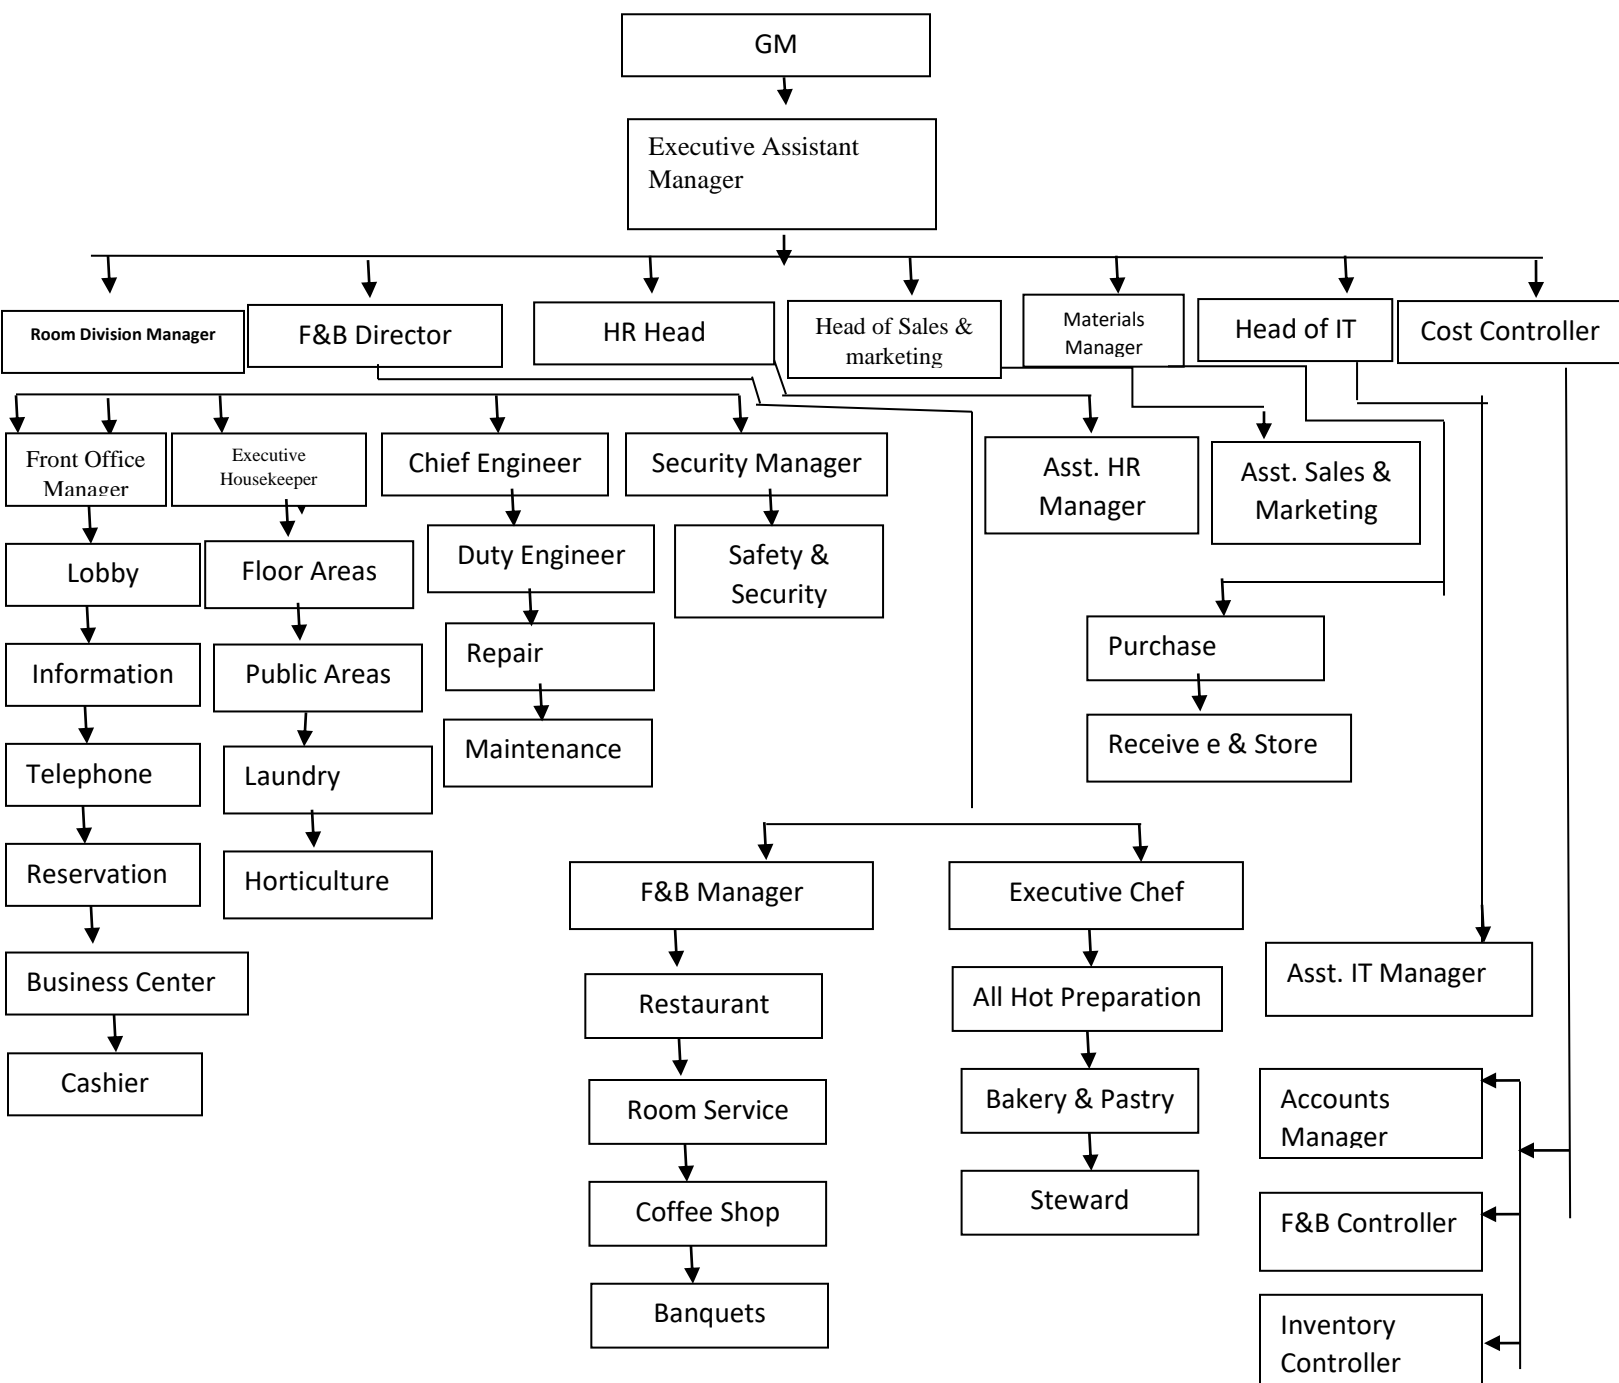 GM
Executive Assistant
Manager
Room Division Manager
F&B Director
HR Head
Head of Sales &
marketing
Materials
Manager
Head of IT
Cost Controller
Front Office
Manager
Executive
Housekeeper
Chief Engineer
Security Manager
Asst. HR
Manager
Asst. Sales &
Marketing
Lobby
Floor Areas
Duty Engineer
Safety &
Security
Information
Public Areas
Repair
Purchase
Telephone
Laundry
Maintenance
Receive e & Store
Reservation
Horticulture
F&B Manager
Executive Chef
Business Center
Restaurant
All Hot Preparation
Asst. IT Manager
Cashier
Room Service
Bakery & Pastry
Accounts
Manager
Coffee Shop
Steward
F&B Controller
Banquets
Inventory
Controller